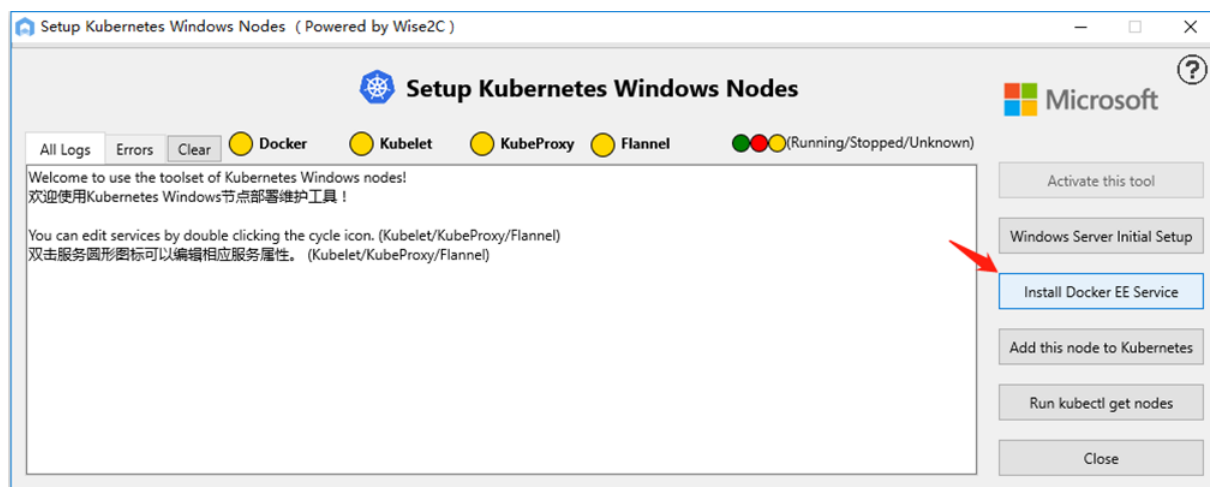 Setup Kubernetes Windows Nodes ( Powered by Wise2C )
Setup Kubernetes Windows Nodes
Microsoft
?
All Logs Errors Clear Docker Kubelet KubeProxy Flannel (Running/Stopped/Unknown)
Welcome to use the toolset of Kubernetes Windows nodes!
欢迎使用Kubernetes Windows节点部署维护工具！
You can edit services by double clicking the cycle icon. (Kubelet/KubeProxy/Flannel)
双击服务圆形图标可以编辑相应服务属性。 (Kubelet/KubeProxy/Flannel)
Activate this tool
Windows Server Initial Setup
Install Docker EE Service
Add this node to Kubernetes
Run kubectl get nodes
Close